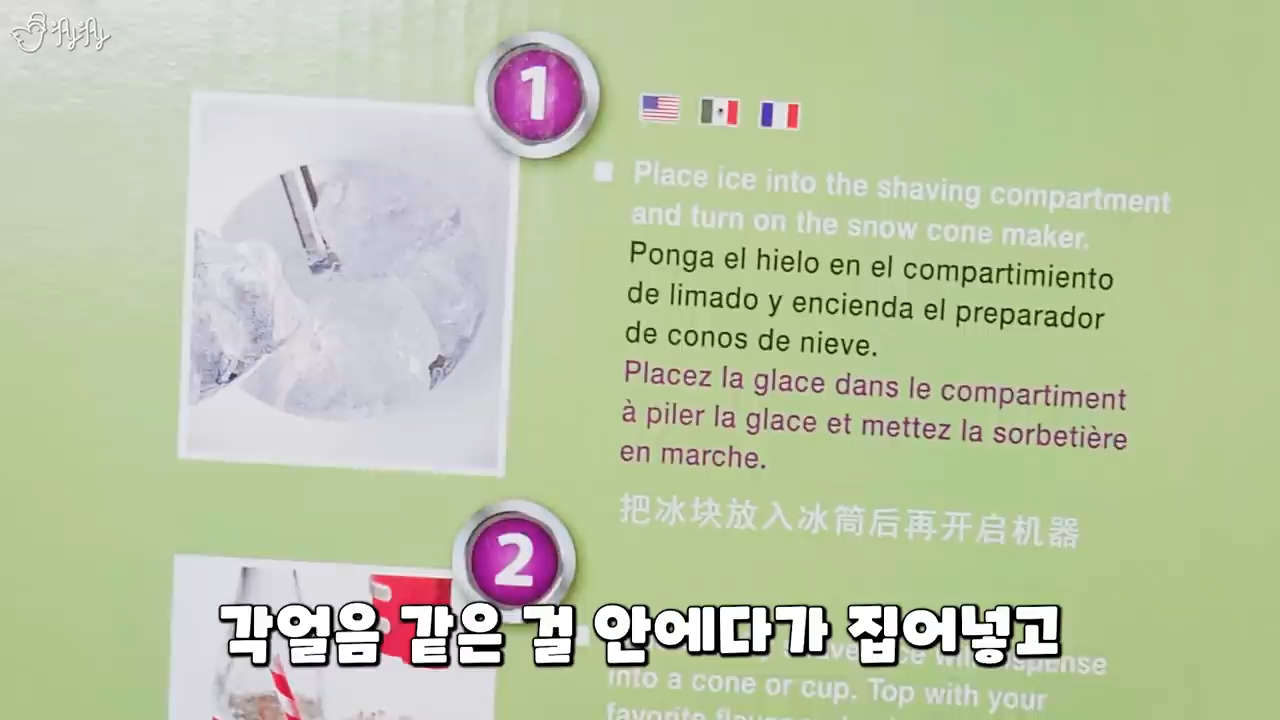 1
Place ice into the shaving compartment
and turn on the snow cone maker.
Ponga el hielo en el compartimiento
de limado y encienda el preparador
de conos de nieve.
Placez la glace dans le compartiment
à piler la glace et mettez la sorbetière
en marche.
把冰块放入冰筒后再开启机器
2
각얼음 같은 걸 안에다가 집어넣고
into a cone or cup. Top with your
favorite